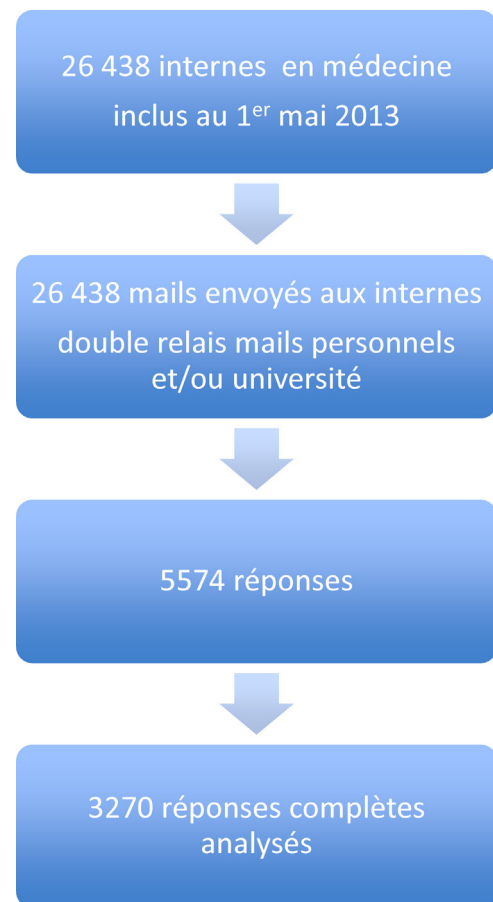 26 438 internes en médecine
inclus au 1er mai 2013
26 438 mails envoyés aux internes
double relais mails personnels
et/ou université
5574 réponses
3270 réponses complètes
analysés